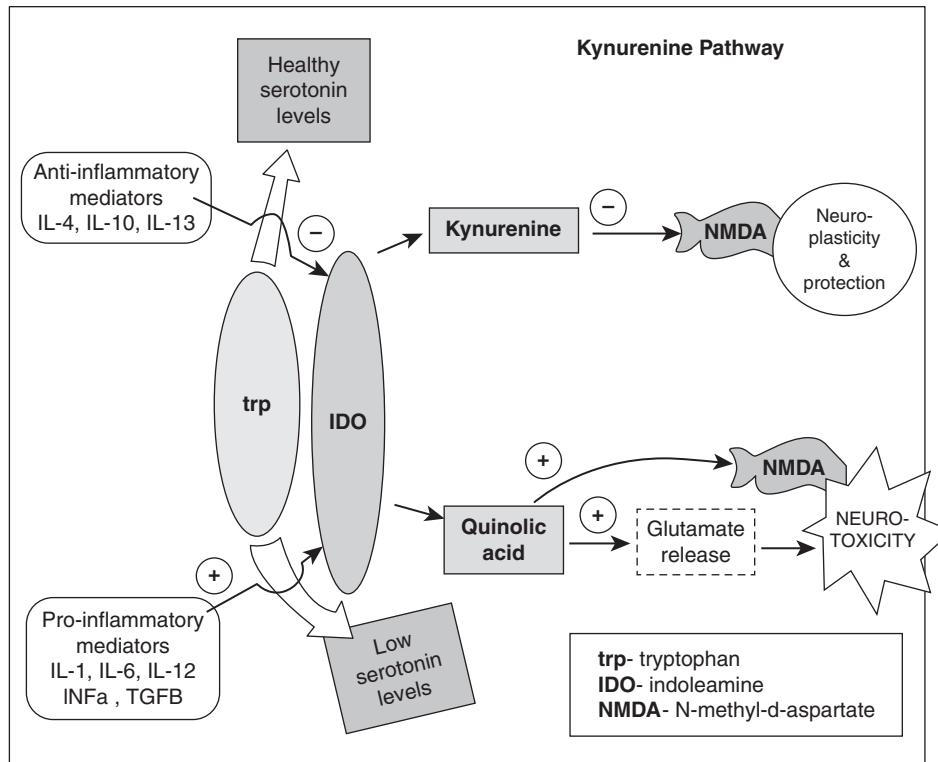 Kynurenine Pathway
Healthy
serotonin
levels
Anti-inflammatory
mediators
IL-4, IL-10, IL-13
−
Kynurenine
−
NMDA
Neuro-
plasticity
&
protection
trp
IDO
+
NMDA
Quinolic
acid
+
Glutamate
release
NEURO-
TOXICITY
+
Pro-inflammatory
mediators
IL-1, IL-6, IL-12
INFa , TGFB
Low
serotonin
levels
trp- tryptophan
IDO- indoleamine
NMDA- N-methyl-d-aspartate